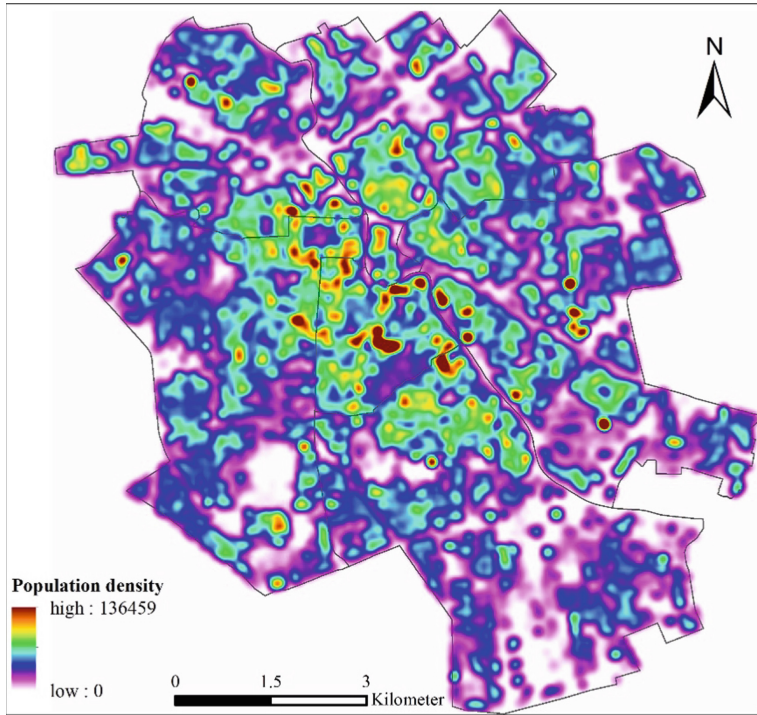 N
Population density
high : 136459
low : 0
0 1.5 3
Kilometer